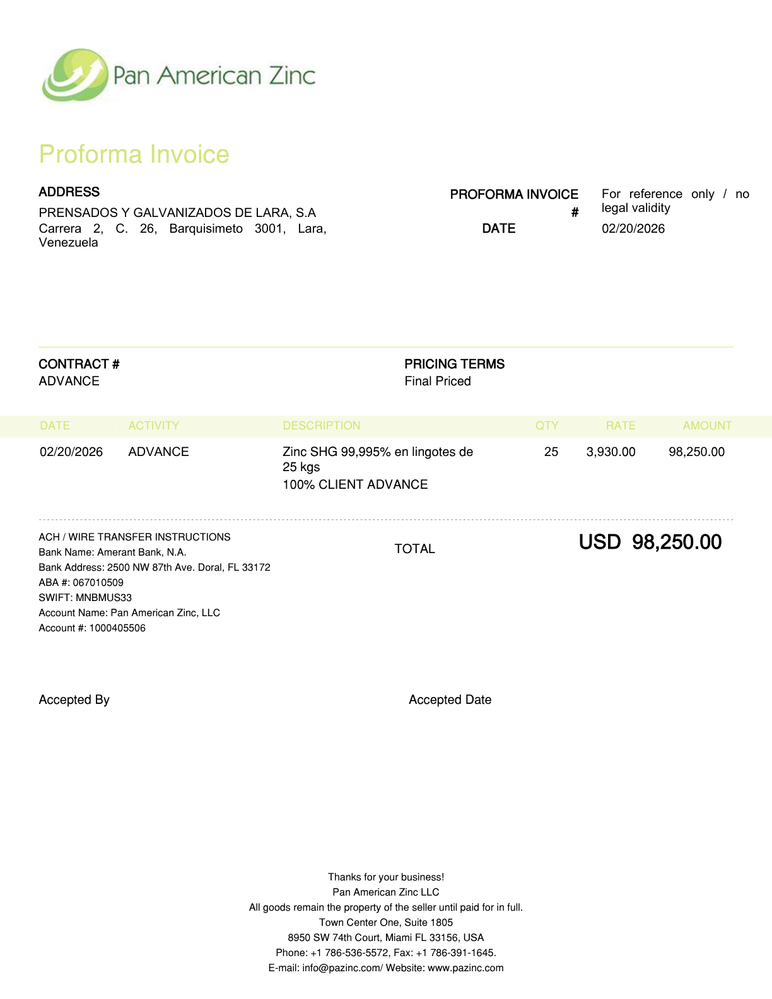 Pan American Zinc
Proforma Invoice
ADDRESS
PRENSADOS Y GALVANIZADOS DE LARA, S.A
Carrera 2, C. 26, Barquisimeto 3001, Lara,
Venezuela
PROFORMA INVOICE
#
For reference only / no
legal validity
DATE 02/20/2026
CONTRACT #
ADVANCE
PRICING TERMS
Final Priced
DATE ACTIVITY DESCRIPTION QTY RATE AMOUNT
02/20/2026 ADVANCE Zinc SHG 99,995% en lingotes de 25 3,930.00 98,250.00
25 kgs
100% CLIENT ADVANCE
ACH / WIRE TRANSFER INSTRUCTIONS
Bank Name: Amerant Bank, N.A.
Bank Address: 2500 NW 87th Ave. Doral, FL 33172
ABA #: 067010509
SWIFT: MNBMUS33
Account Name: Pan American Zinc, LLC
Account #: 1000405506
TOTAL USD 98,250.00
Accepted By Accepted Date
Thanks for your business!
Pan American Zinc LLC
All goods remain the property of the seller until paid for in full.
Town Center One, Suite 1805
8950 SW 74th Court, Miami FL 33156, USA
Phone: +1 786-536-5572, Fax: +1 786-391-1645.
E-mail: info@pazinc.com/ Website: www.pazinc.com